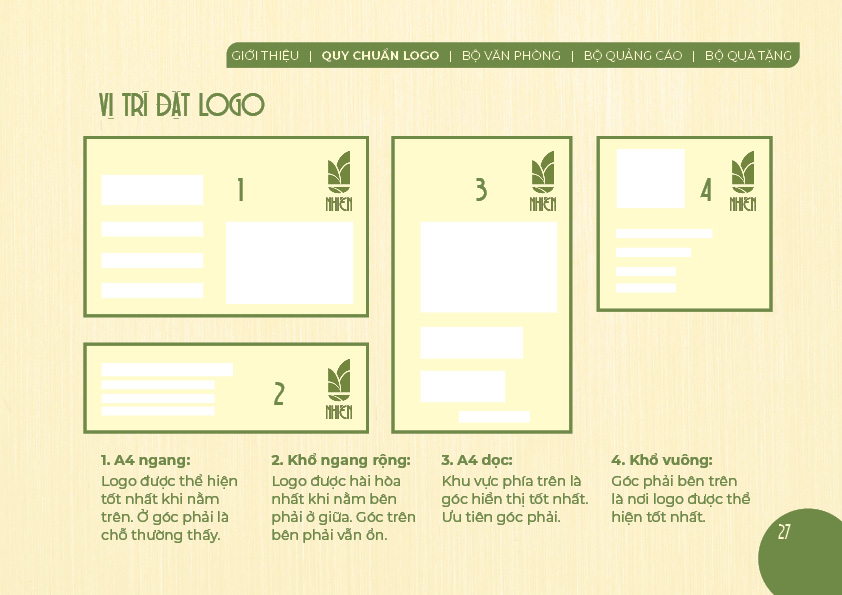 GIỚI THIỆU | QUY CHUẨN LOGO | BỘ VĂN PHÒNG | BỘ QUẢNG CÁO | BỘ QUÀ TẶNG
VỊ TRÍ ĐẶT LOGO
1
NHIÊN
3
NHIÊN
4
NHIÊN
2
NHIÊN
1. A4 ngang:
Logo được thể hiện
tốt nhất khi nằm
trên. Ở góc phải là
chỗ thường thấy.
2. Khổ ngang rộng:
Logo được hài hòa
nhất khi nằm bên
phải ở giữa. Góc trên
bên phải vẫn ổn.
3. A4 dọc:
Khu vực phía trên là
góc hiển thị tốt nhất.
Ưu tiên góc phải.
4. Khổ vuông:
Góc phải bên trên
là nơi logo được thể
hiện tốt nhất.
27